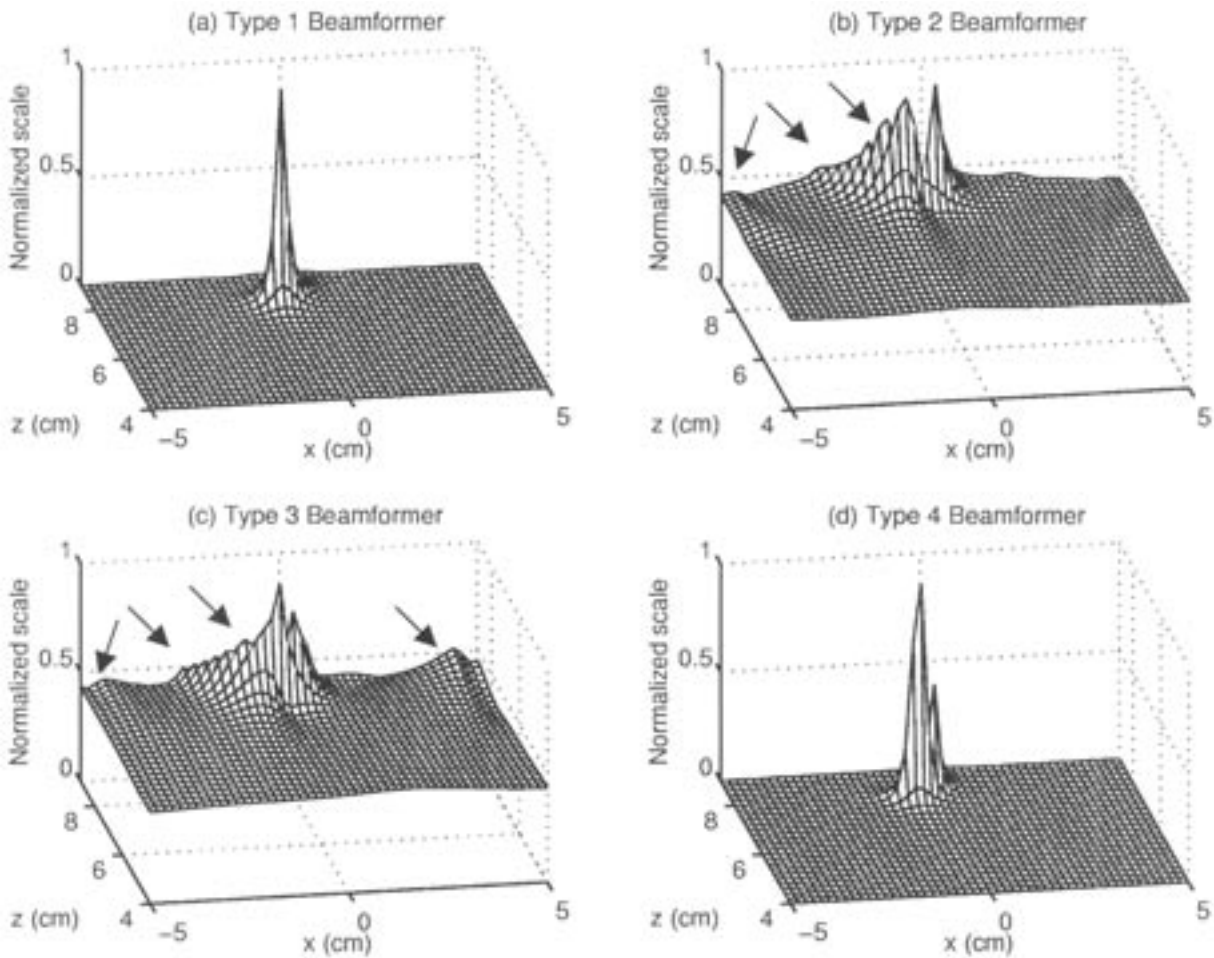 (a) Type 1 Beamformer
Normalized scale
1
0.5
0
8
6
4
z (cm)
−5
0
5
x (cm)
(b) Type 2 Beamformer
Normalized scale
1
0.5
0
8
6
4
z (cm)
−5
0
5
x (cm)
(c) Type 3 Beamformer
Normalized scale
1
0.5
0
8
6
4
z (cm)
−5
0
5
x (cm)
(d) Type 4 Beamformer
Normalized scale
1
0.5
0
8
6
4
z (cm)
−5
0
5
x (cm)